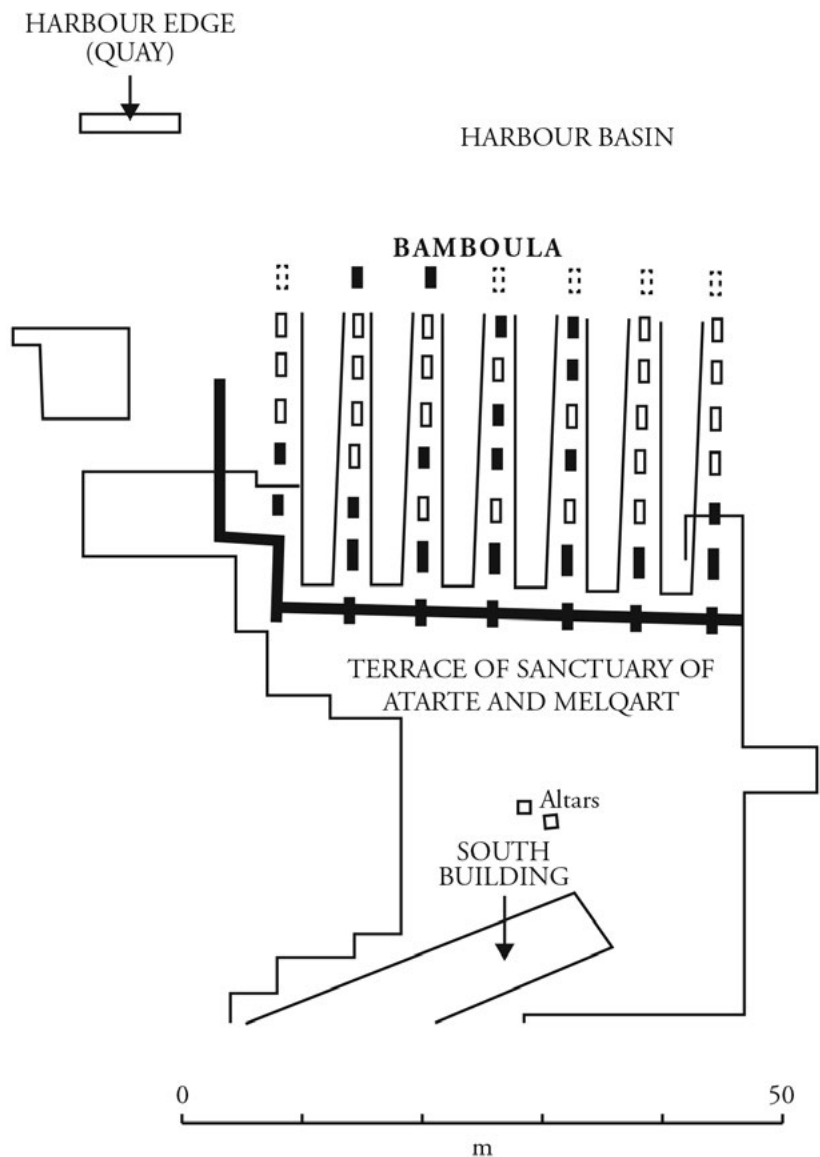 HARBOUR EDGE
(QUAY)
HARBOUR BASIN
BAMBOULA
TERRACE OF SANCTUARY OF
ATARTE AND MELQART
Altars
SOUTH
BUILDING
0
50
m